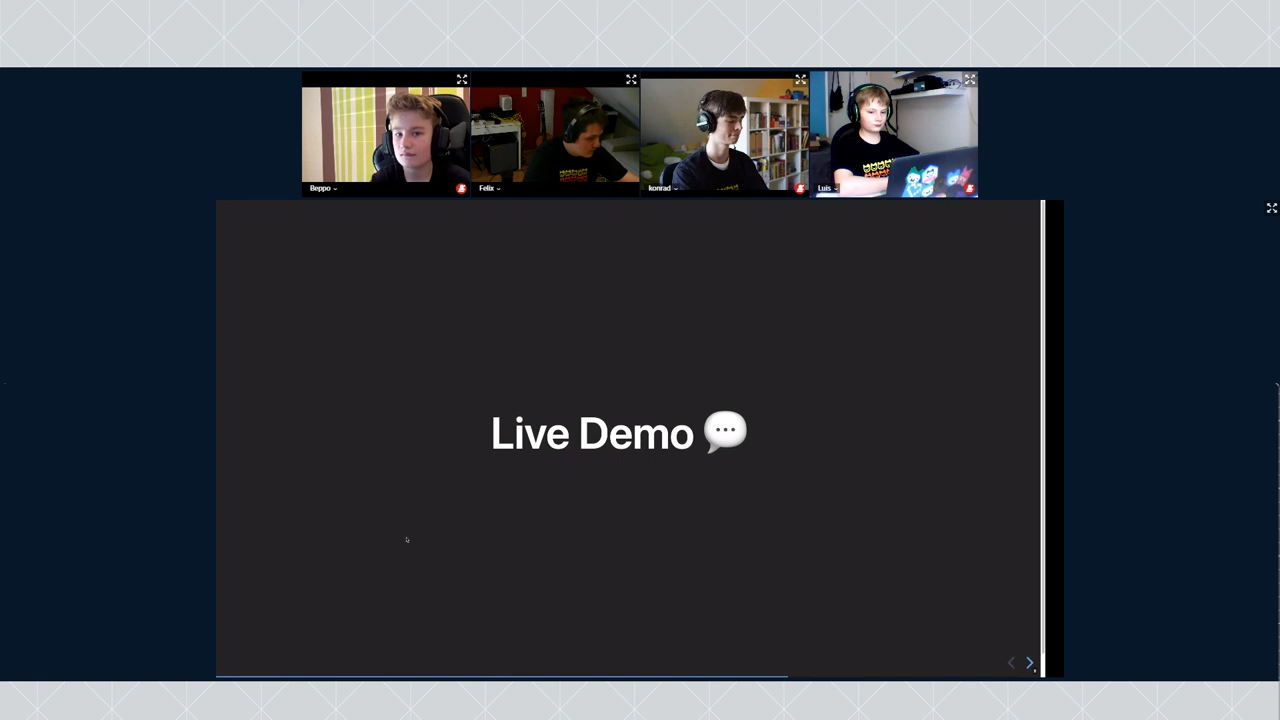 Beppo
Felix
konrad
Luis
Live Demo 💬